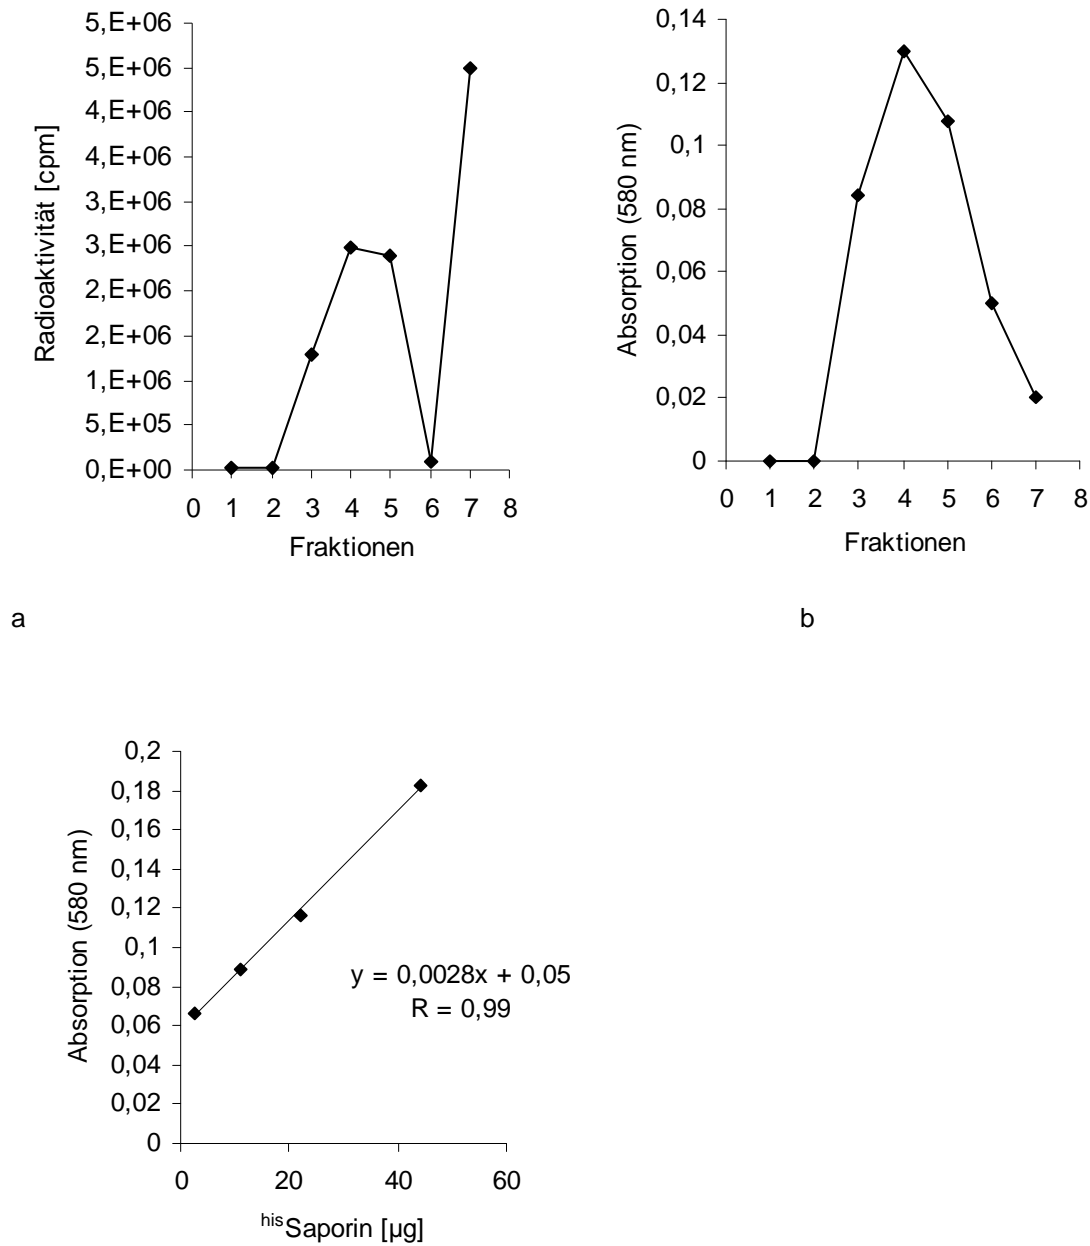 Radioaktivität [cpm]
5,E+06
5,E+06
4,E+06
4,E+06
3,E+06
3,E+06
2,E+06
2,E+06
1,E+06
5,E+05
0,E+00
0 1 2 3 4 5 6 7 8
Fraktionen
a
Absorption (580 nm)
0,14
0,12
0,1
0,08
0,06
0,04
0,02
0
0 1 2 3 4 5 6 7 8
Fraktionen
b
Absorption (580 nm)
0,2
0,18
0,16
0,14
0,12
0,1
0,08
0,06
0,04
0,02
0
y = 0,0028x + 0,05
R = 0,99
0 20 40 60
hisSaporin [µg]